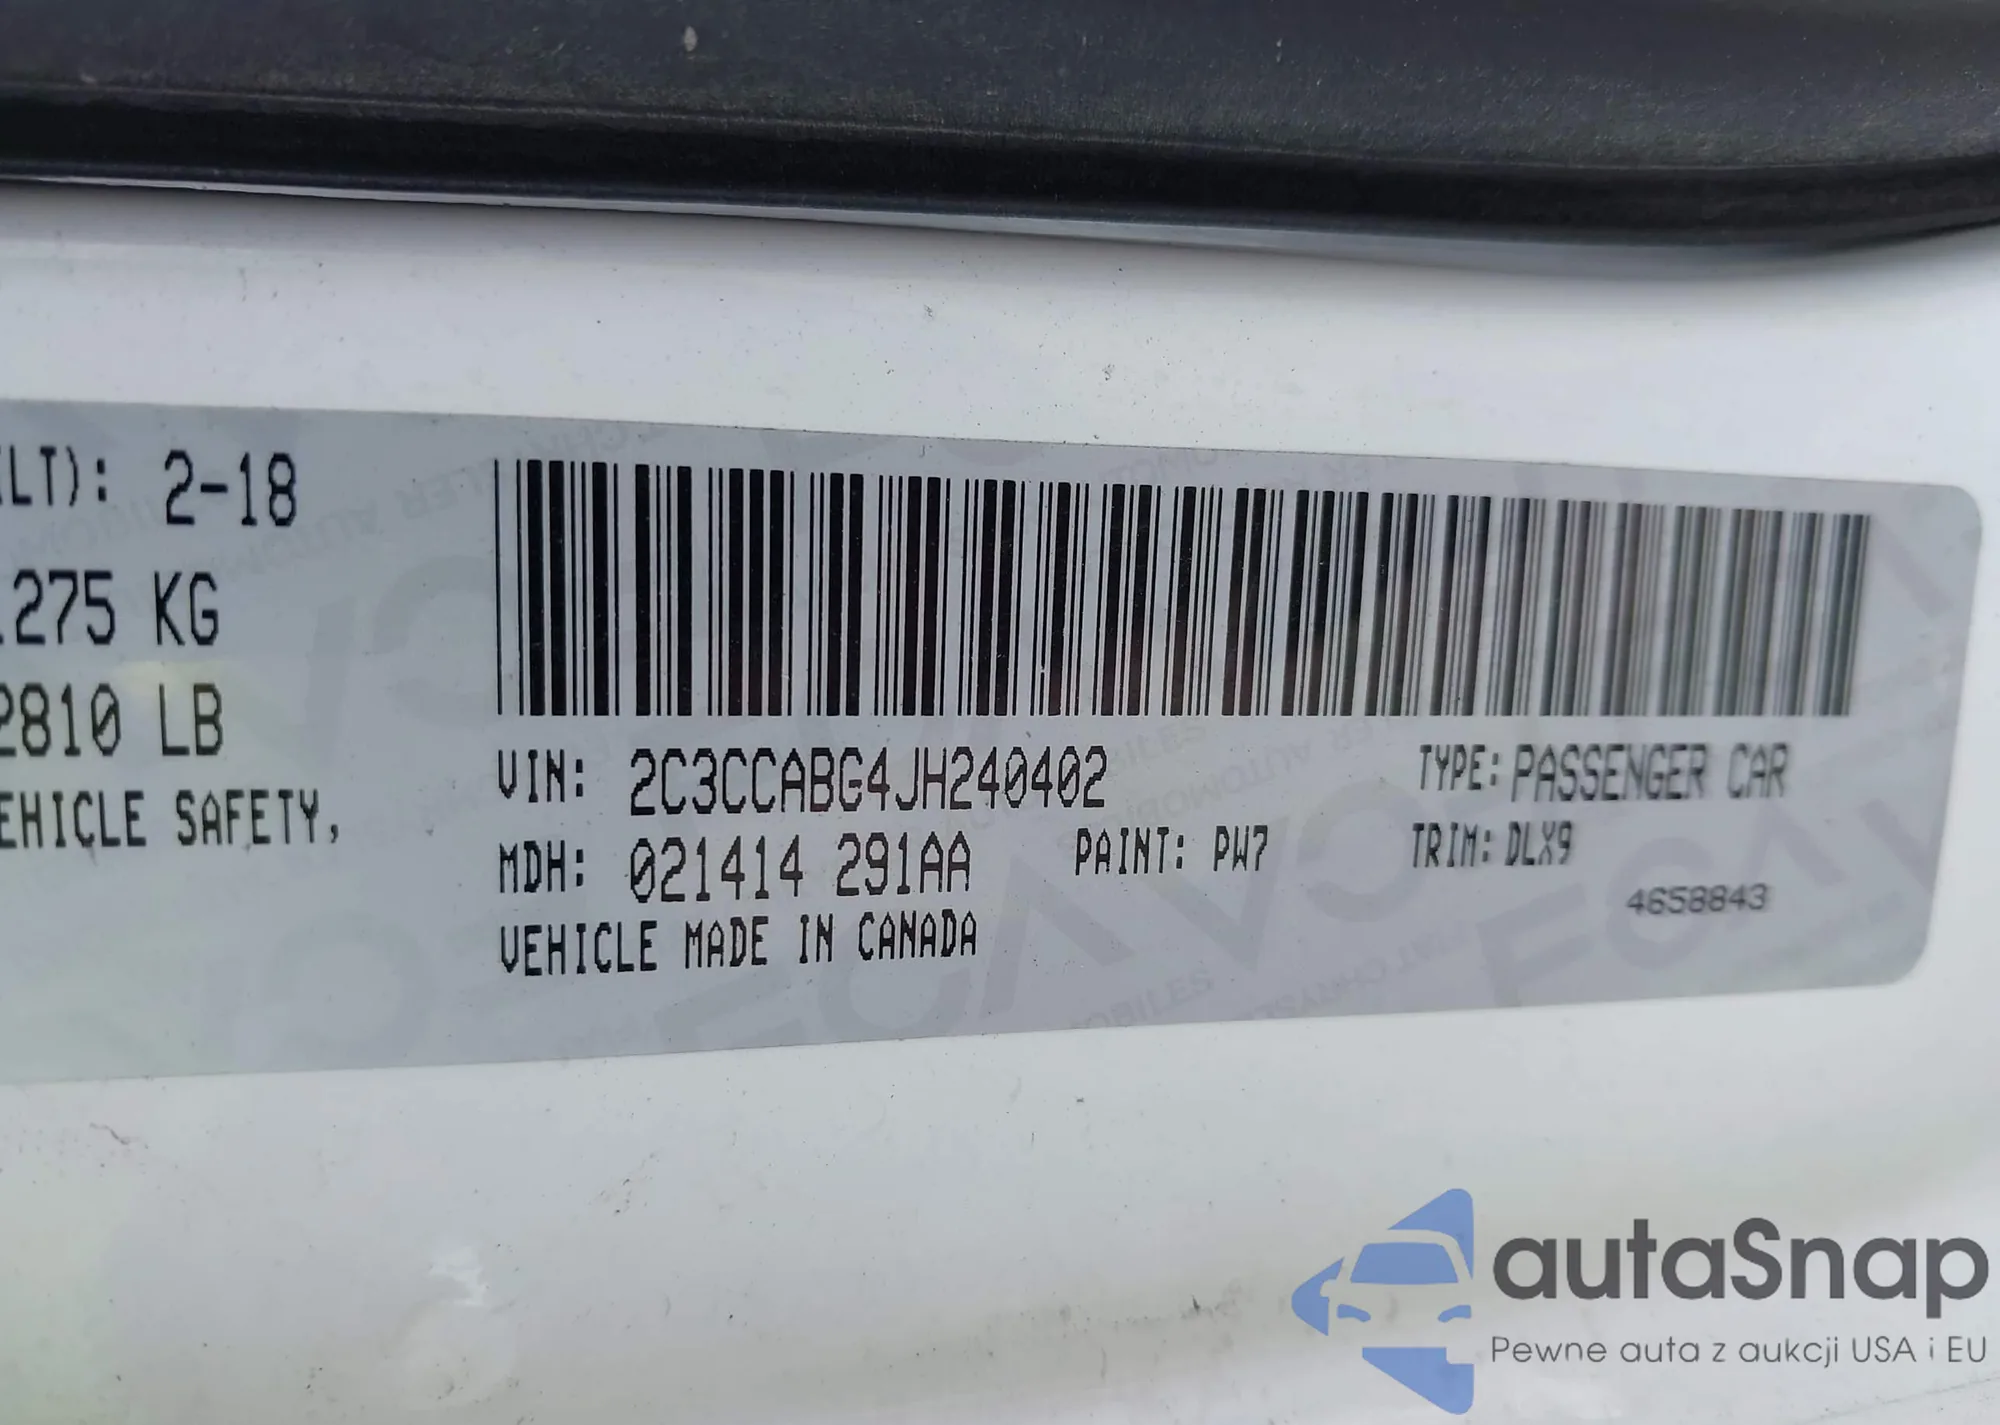 LT): 2-18
275 KG
2810 LB
EHICLE SAFETY,
VIN: 2C3CCABG4JH240402
TYPE: PASSENGER CAR
MDH: 021414 291AA
PAINT: PW7
TRIM: DLX9
VEHICLE MADE IN CANADA
4658843
autaSnap
Pewne auta z aukcji USA i EU